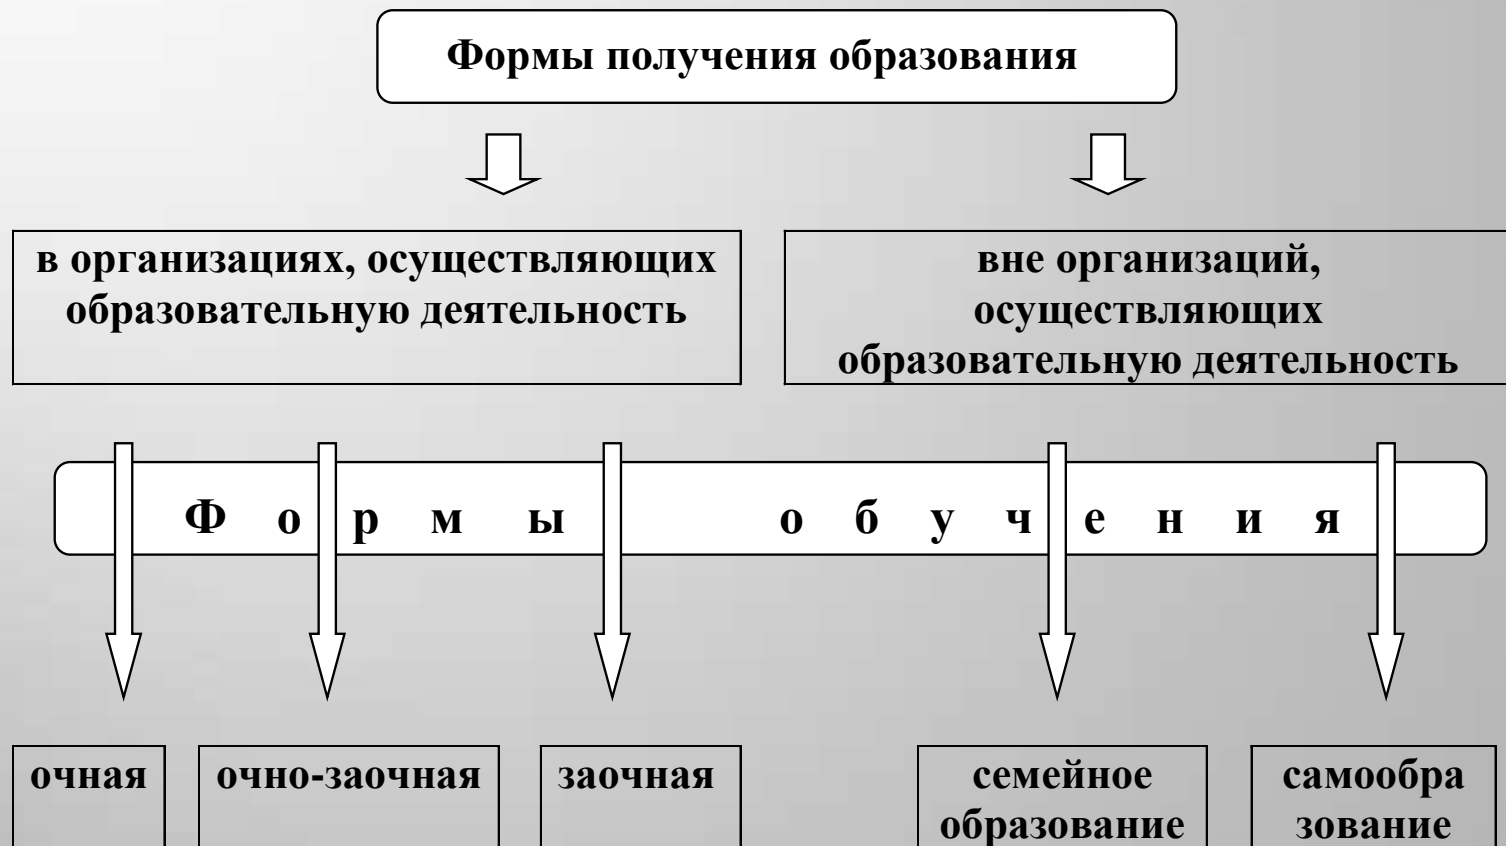 Формы получения образования
в организациях, осуществляющих
образовательную деятельность
вне организаций,
осуществляющих
образовательную деятельность
Ф о р м ы о б у ч е н и я
очная
очно-заочная
заочная
семейное
образование
самообра
зование